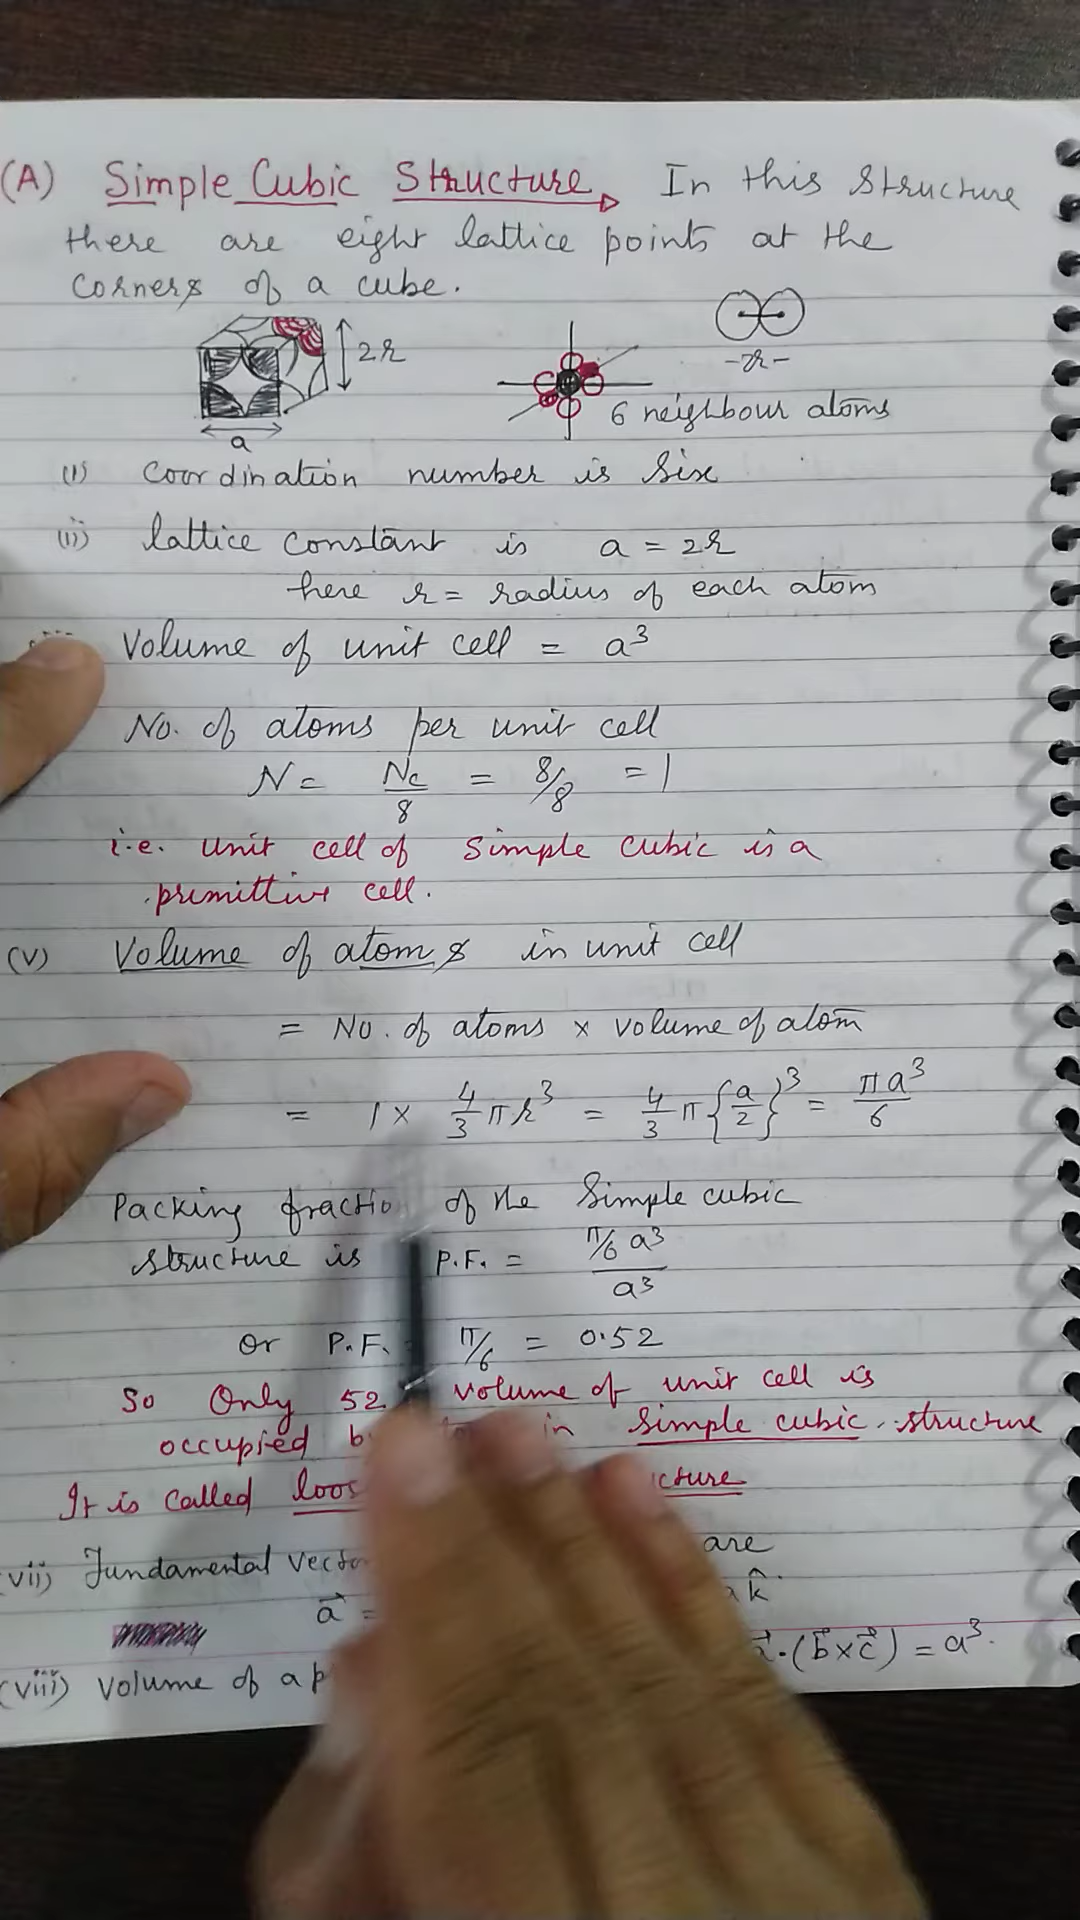 (A) Simple Cubic Structure → In this structure
there are eight lattice points at the
corners of a cube.
2r
a
-r-
6 neighbour atoms
(i) Coordination number is Six
(ii) lattice constant is a = 2r
here r = radius of each atom
Volume of unit cell = a³
No. of atoms per unit cell
N = Nc/8 = 8/8 = 1
i.e. unit cell of simple cubic is a
primittive cell.
(v) Volume of atoms in unit cell
= No. of atoms × volume of atom
= 1 × 4/3 πr³ = 4/3 π{a/2}³ = πa³/6
Packing fractio of the Simple cubic
structure is P.F. = π/6 a³ / a³
Or P.F. π/6 = 0.52
So Only 52 volume of unit cell is
occupied in simple cubic structure
It is called
(vii) Fundamental are
a⃗ = k̂
(viii) Volume of a .(b⃗×c⃗) = a³.